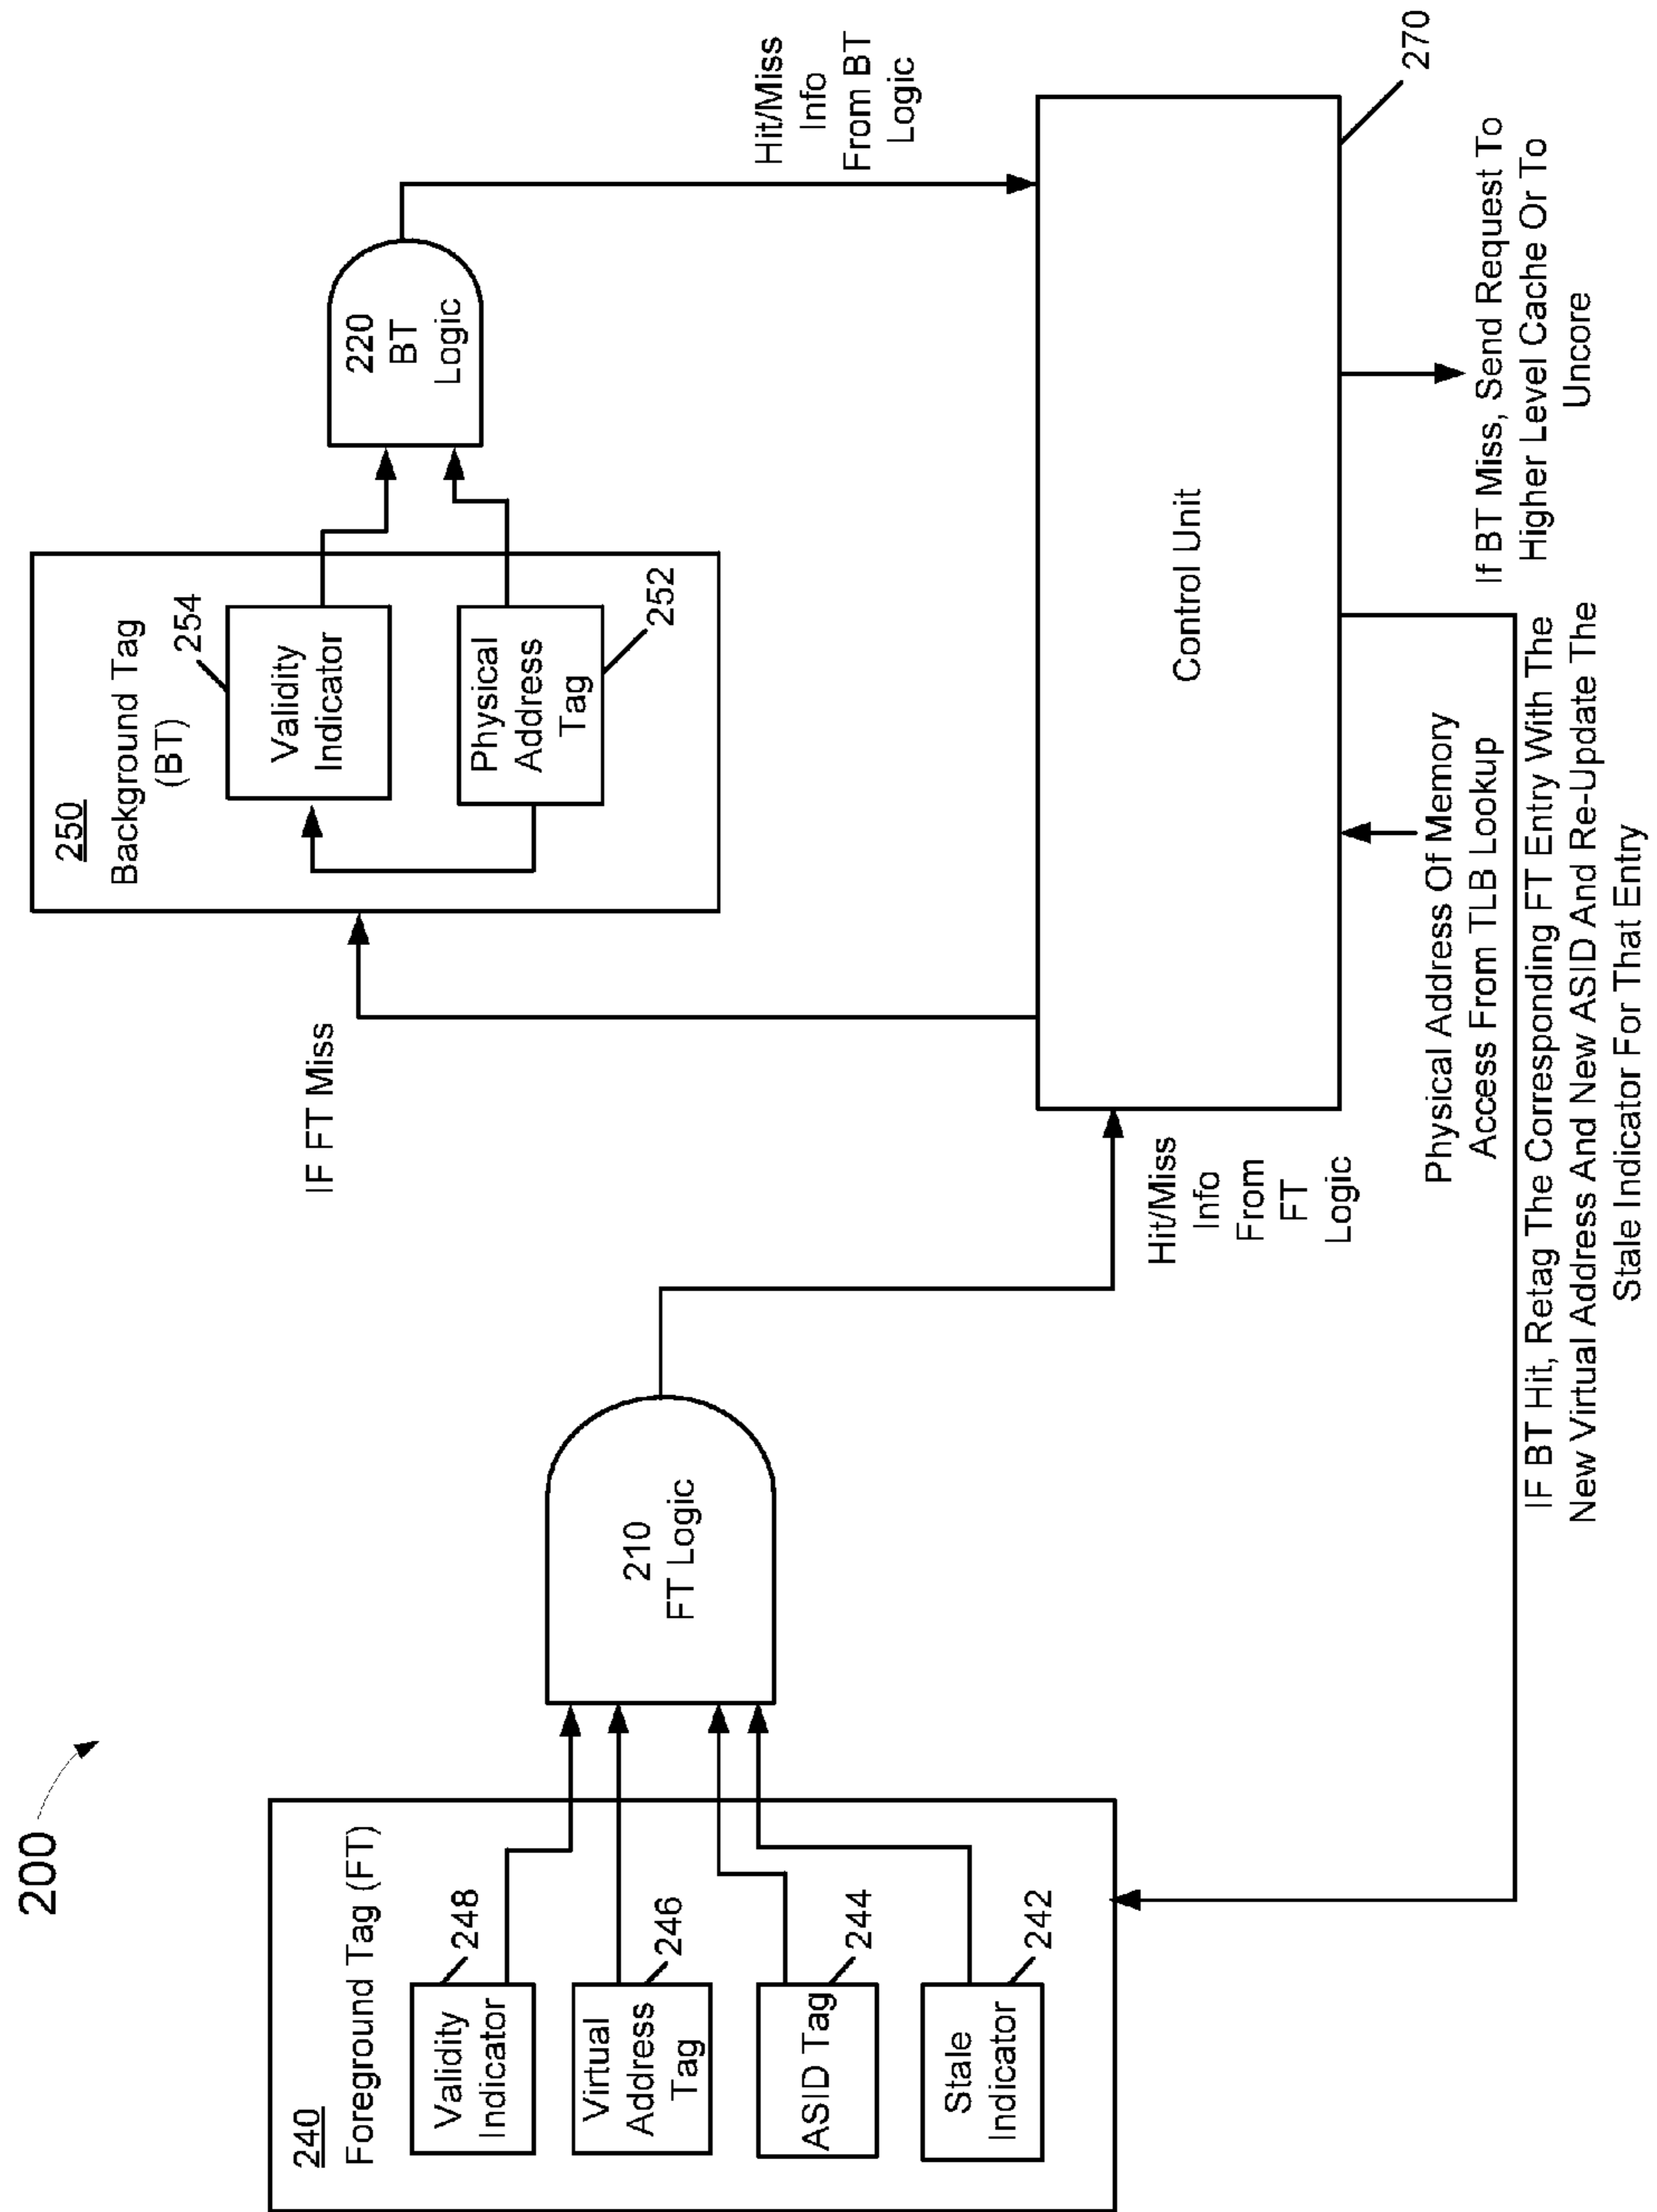 200
240
Foreground Tag (FT)
248
Validity
Indicator
246
Virtual
Address
Tag
244
ASID Tag
242
Stale
Indicator
210
FT Logic
Hit/Miss
Info
From
FT
Logic
IF FT Miss
250
Background Tag
(BT)
254
Validity
Indicator
Physical
Address
Tag
252
220
BT
Logic
Hit/Miss
Info
From BT
Logic
Control Unit
270
Physical Address Of Memory
Access From TLB Lookup
If BT Miss, Send Request To
Higher Level Cache Or To
Uncore
IF BT Hit, Retag The Corresponding FT Entry With The
New Virtual Address And New ASID And Re-Update The
Stale Indicator For That Entry